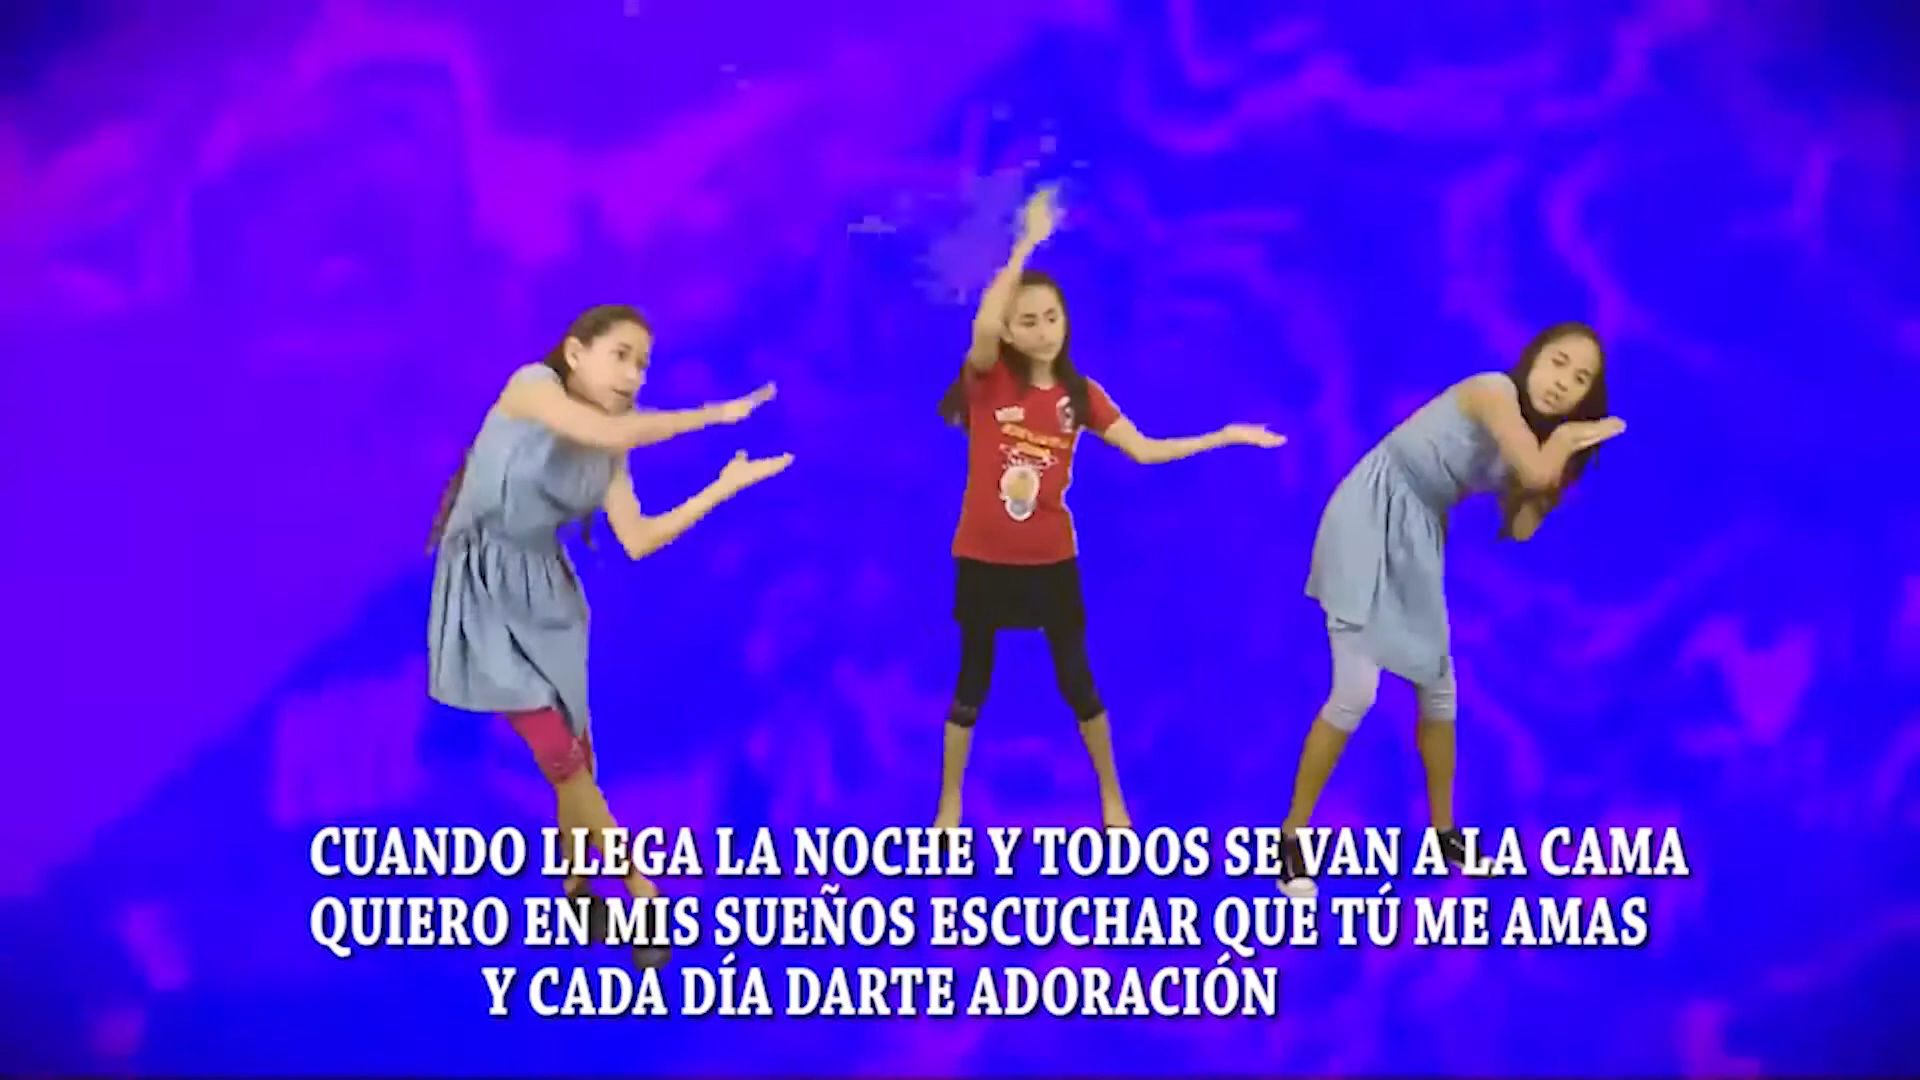 CUANDO LLEGA LA NOCHE Y TODOS SE VAN A LA CAMA
QUIERO EN MIS SUEÑOS ESCUCHAR QUE TÚ ME AMAS
Y CADA DÍA DARTE ADORACIÓN